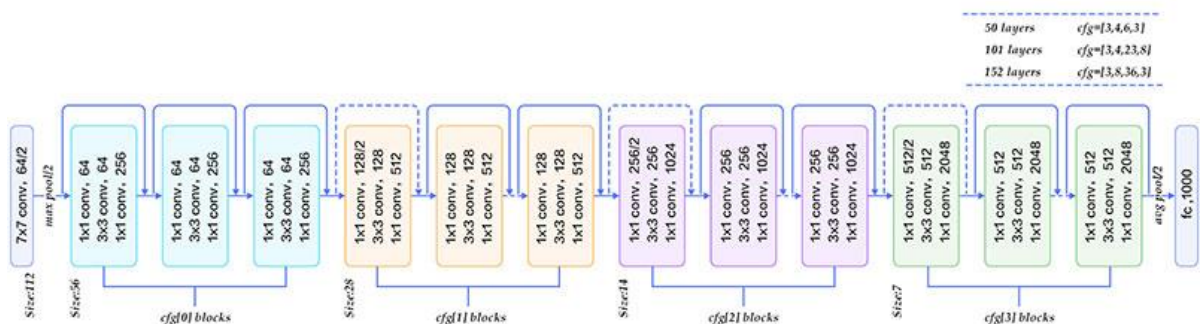 50 layers cfg=[3,4,6,3]
101 layers cfg=[3,4,23,8]
152 layers cfg=[3,8,36,3]
7×7 conv, 64/2
max pool/2
1x1 conv, 64
3x3 conv, 64
1x1 conv, 256
1x1 conv, 64
3x3 conv, 64
1x1 conv, 256
1x1 conv, 64
3x3 conv, 64
1x1 conv, 256
1x1 conv, 128/2
3x3 conv, 128
1x1 conv, 512
1x1 conv, 128
3x3 conv, 128
1x1 conv, 512
1x1 conv, 128
3x3 conv, 128
1x1 conv, 512
1x1 conv, 256/2
3x3 conv, 256
1x1 conv, 1024
1x1 conv, 256
3x3 conv, 256
1x1 conv, 1024
1x1 conv, 256
3x3 conv, 256
1x1 conv, 1024
1x1 conv, 512/2
3x3 conv, 512
1x1 conv, 2048
1x1 conv, 512
3x3 conv, 512
1x1 conv, 2048
1x1 conv, 512
3x3 conv, 512
1x1 conv, 2048
avg pool/2
fc ,1000
Size:112
Size:56
cfg[0] blocks
Size:28
cfg[1] blocks
Size:14
cfg[2] blocks
Size:7
cfg[3] blocks